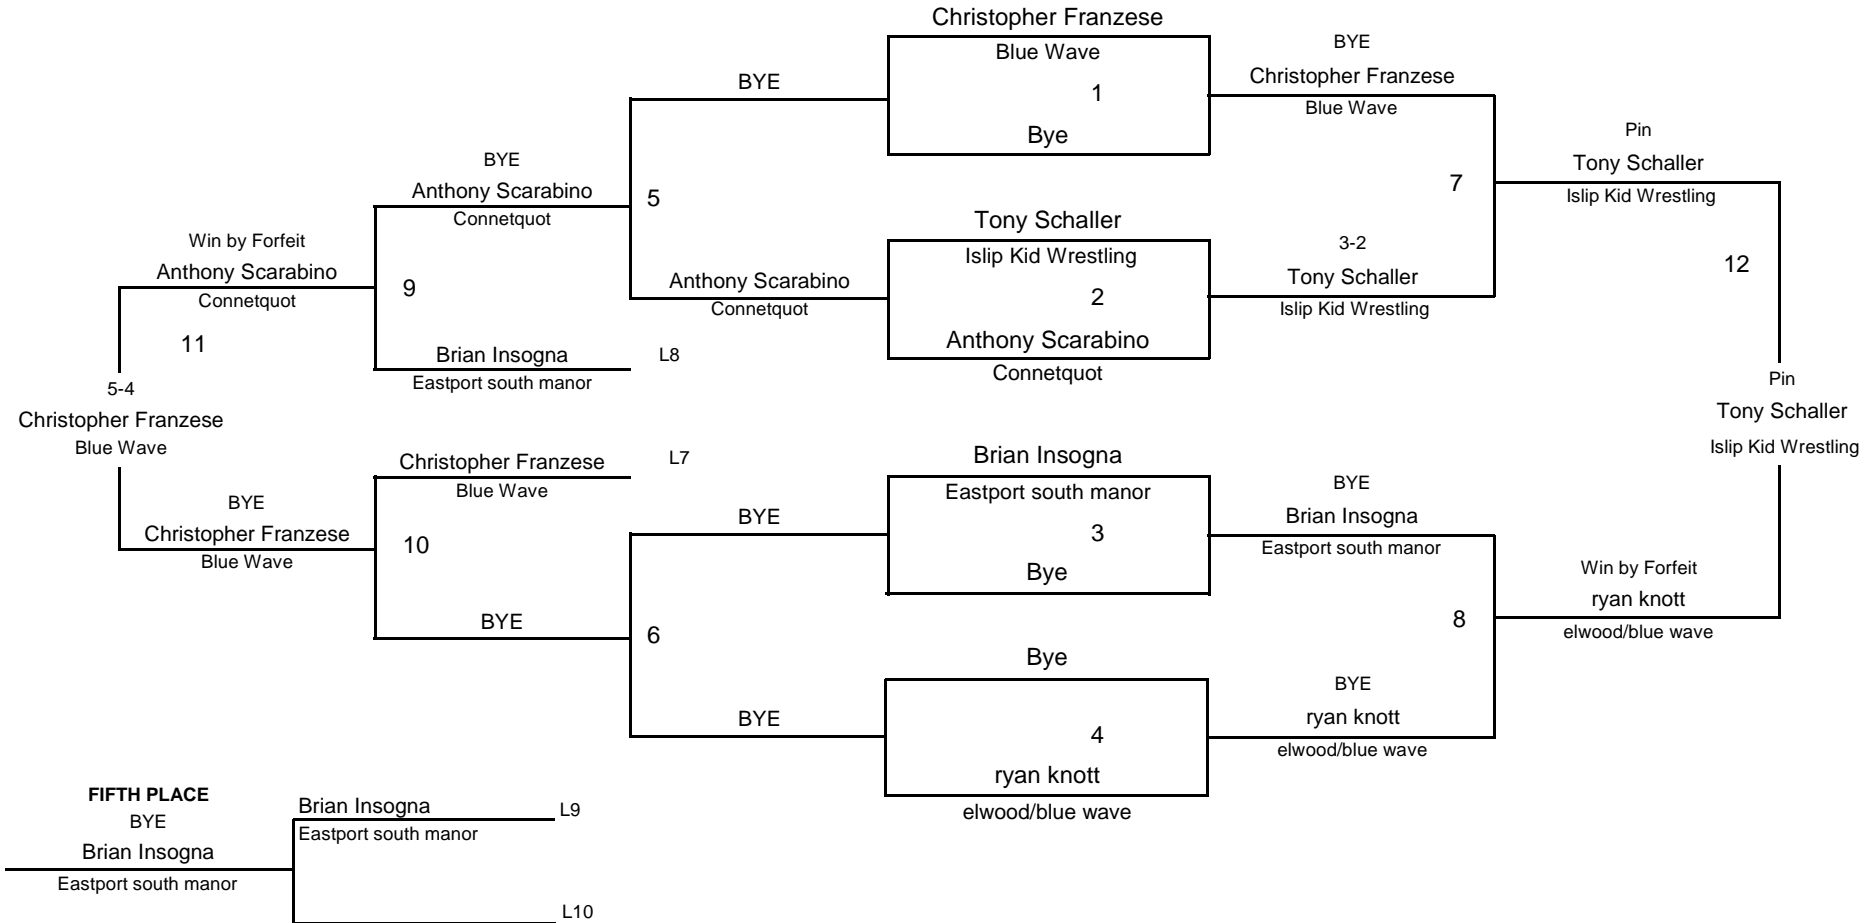 Christopher Franzese
Blue Wave
1
Bye
BYE
Christopher Franzese
Blue Wave
BYE
Tony Schaller
Islip Kid Wrestling
2
Anthony Scarabino
Connetquot
3-2
Tony Schaller
Islip Kid Wrestling
7
Pin
Tony Schaller
Islip Kid Wrestling
12
BYE
Anthony Scarabino
Connetquot
5
Anthony Scarabino
Connetquot
Win by Forfeit
Anthony Scarabino
Connetquot
9
Brian Insogna
Eastport south manor
L8
11
5-4
Christopher Franzese
Blue Wave
Pin
Tony Schaller
Islip Kid Wrestling
Christopher Franzese
Blue Wave
L7
BYE
Christopher Franzese
Blue Wave
10
BYE
BYE
6
BYE
Brian Insogna
Eastport south manor
3
Bye
BYE
Brian Insogna
Eastport south manor
Bye
4
ryan knott
elwood/blue wave
BYE
ryan knott
elwood/blue wave
8
Win by Forfeit
ryan knott
elwood/blue wave
FIFTH PLACE
BYE
Brian Insogna
Eastport south manor
Brian Insogna
Eastport south manor
L9
L10